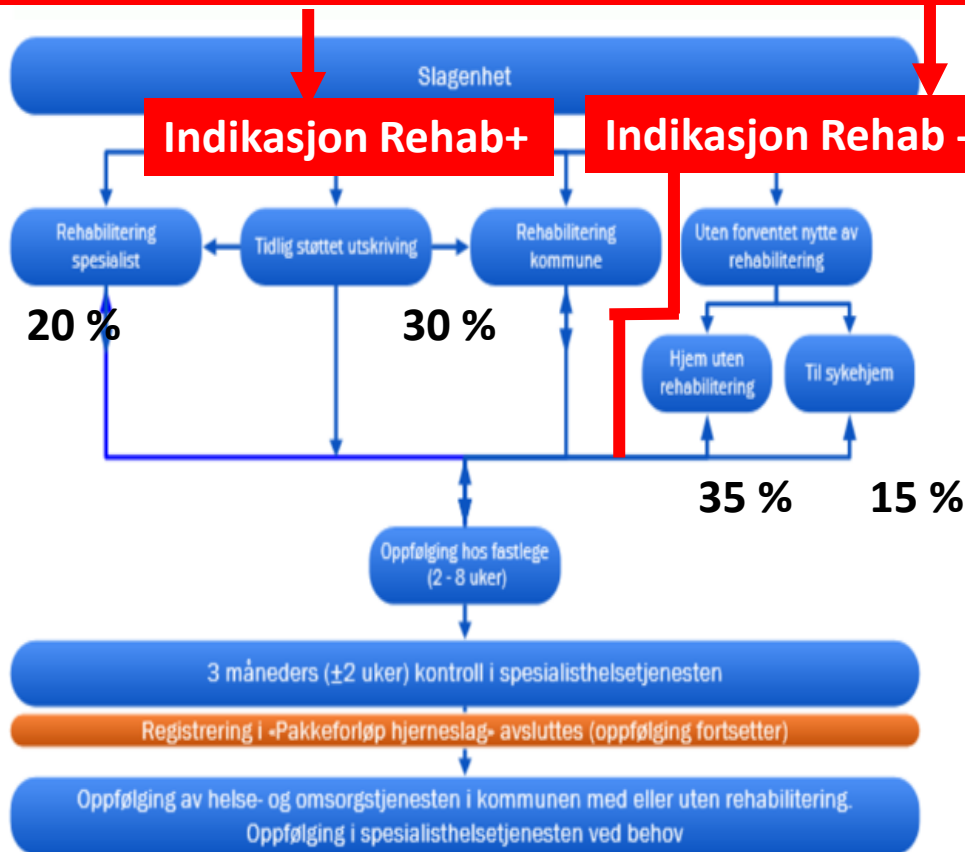 Slagenhet
Indikasjon Rehab+
Indikasjon Rehab -
Rehabilitering
spesialist
Tidlig støttet utskriving
Rehabilitering
kommune
Uten forventet nytte av
rehabilitering
20 %
30 %
Hjem uten
rehabilitering
Til sykehjem
35 %
15 %
Oppfølging hos fastlege
(2 - 8 uker)
3 måneders (±2 uker) kontroll i spesialisthelsetjenesten
Registrering i «Pakkeforløp hjerneslag» avsluttes (oppfølging fortsetter)
Oppfølging av helse- og omsorgstjenesten i kommunen med eller uten rehabilitering.
Oppfølging i spesialisthelsetjenesten ved behov